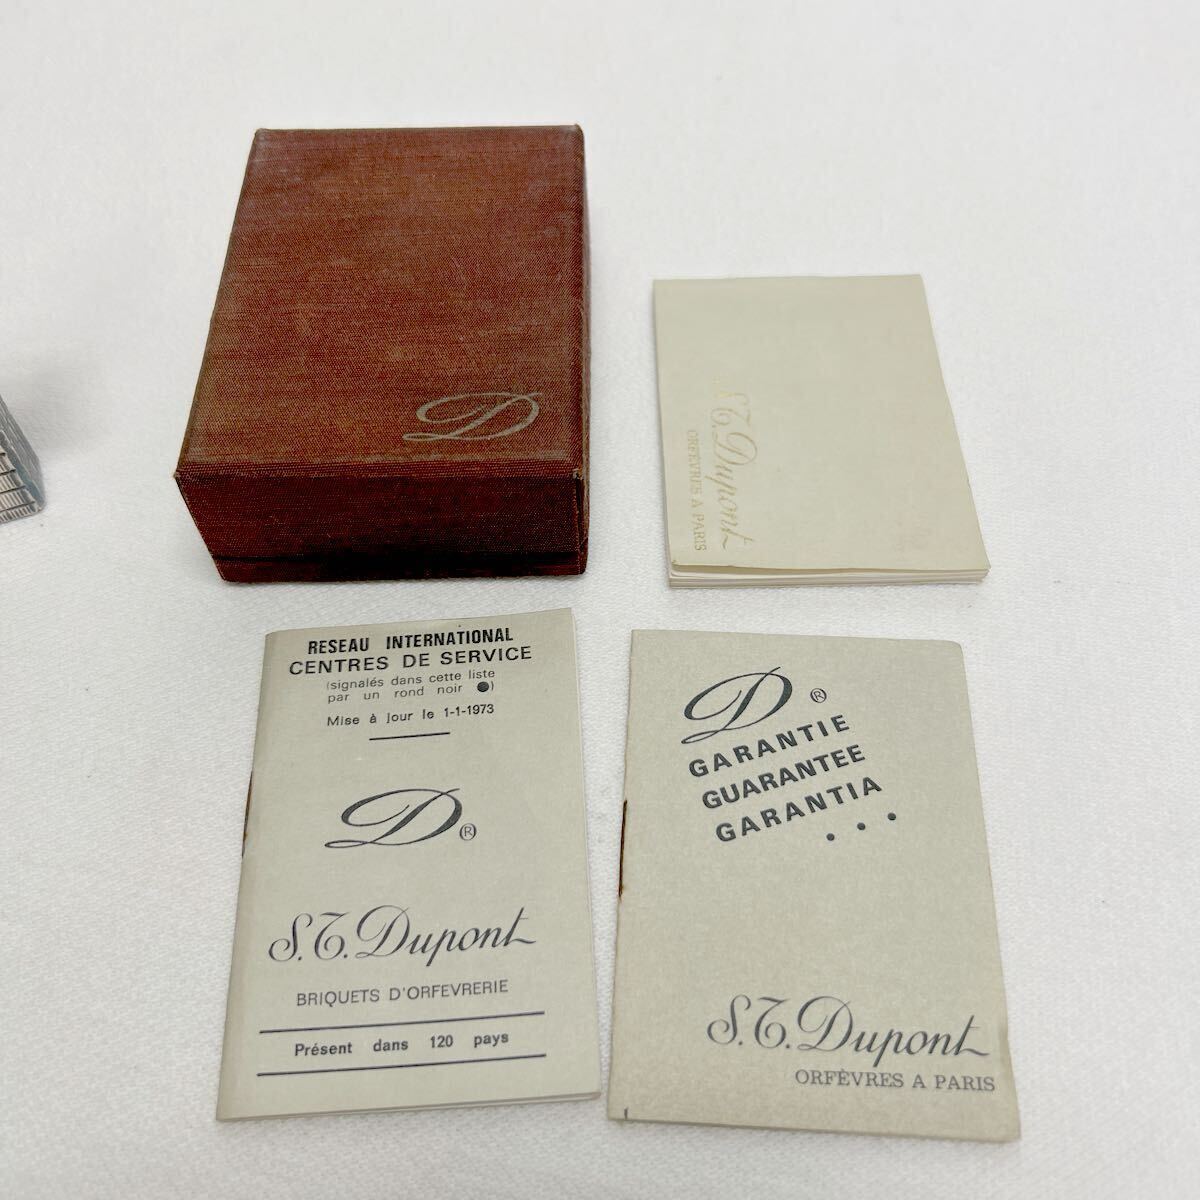 D
S.T. Dupont
ORFÈVRES A PARIS
RESEAU INTERNATIONAL
CENTRES DE SERVICE
(signalés dans cette liste
par un rond noir ●)
Mise à jour le 1-1-1973
D®
S.T. Dupont
BRIQUETS D'ORFEVRERIE
Présent dans 120 pays
D®
GARANTIE
GUARANTEE
GARANTIA
• • •
S.T. Dupont
ORFÈVRES A PARIS